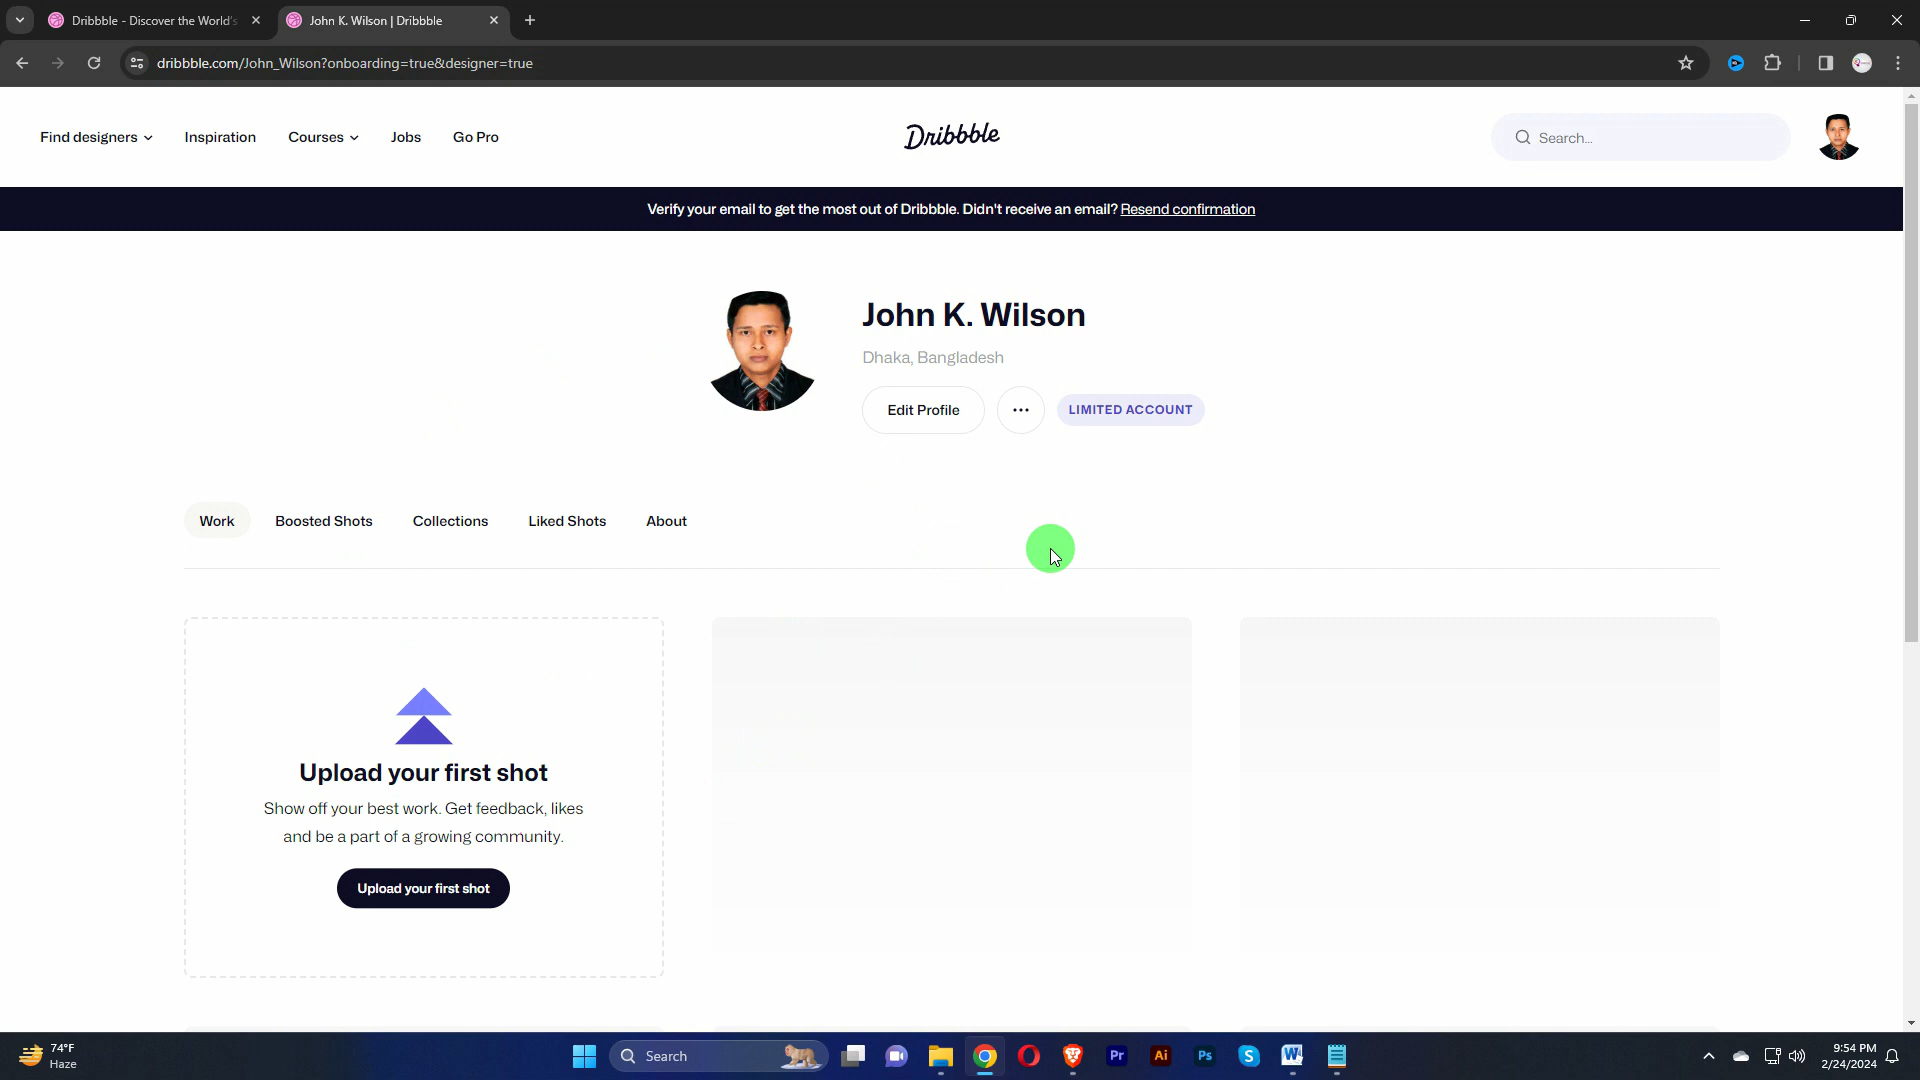 Dribbble - Discover the World's
John K. Wilson | Dribbble
dribbble.com/John_Wilson?onboarding=true&designer=true
Find designers
Inspiration
Courses
Jobs
Go Pro
Dribbble
Search...
Verify your email to get the most out of Dribbble. Didn't receive an email? Resend confirmation
John K. Wilson
Dhaka, Bangladesh
Edit Profile
LIMITED ACCOUNT
Work
Boosted Shots
Collections
Liked Shots
About
Upload your first shot
Show off your best work. Get feedback, likes
and be a part of a growing community.
Upload your first shot
74°F
Haze
Search
Pr
Ai
Ps
S
W
9:54 PM
2/24/2024